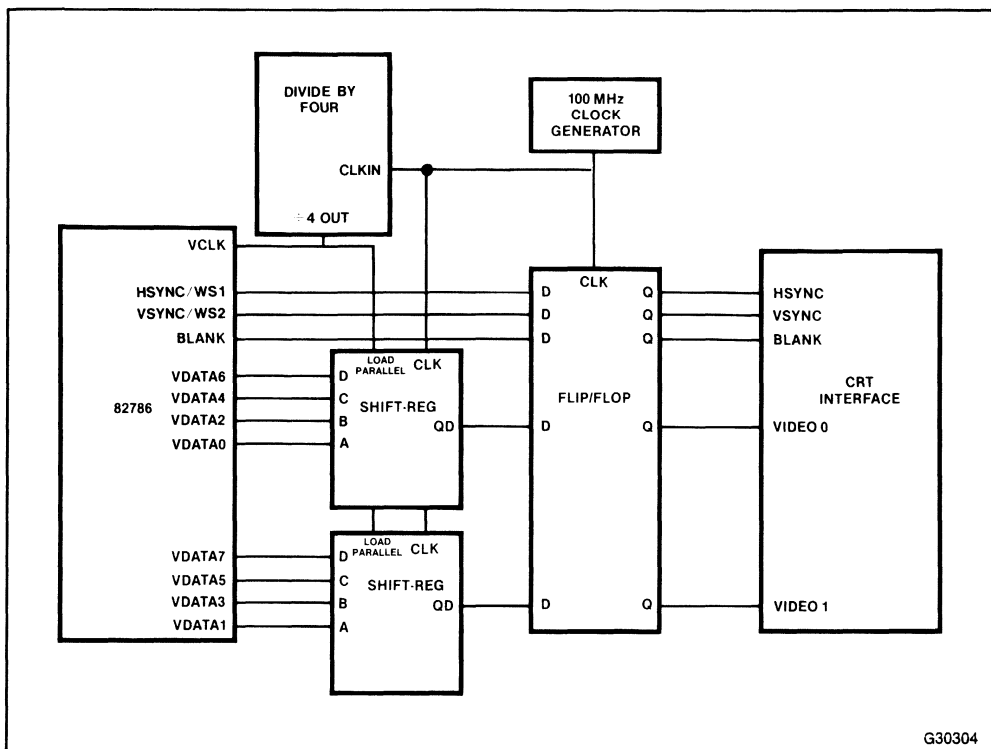 DIVIDE BY
FOUR
CLKIN
÷4 OUT
100 MHz
CLOCK
GENERATOR
VCLK
HSYNC/WS1
VSYNC/WS2
BLANK
VDATA6
VDATA4
VDATA2
VDATA0
82786
VDATA7
VDATA5
VDATA3
VDATA1
LOAD
PARALLEL
CLK
D
C
B
A
SHIFT-REG
QD
LOAD
PARALLEL
CLK
D
C
B
A
SHIFT-REG
QD
CLK
D Q
D Q
D Q
FLIP/FLOP
D Q
D Q
HSYNC
VSYNC
BLANK
CRT
INTERFACE
VIDEO 0
VIDEO 1
G30304